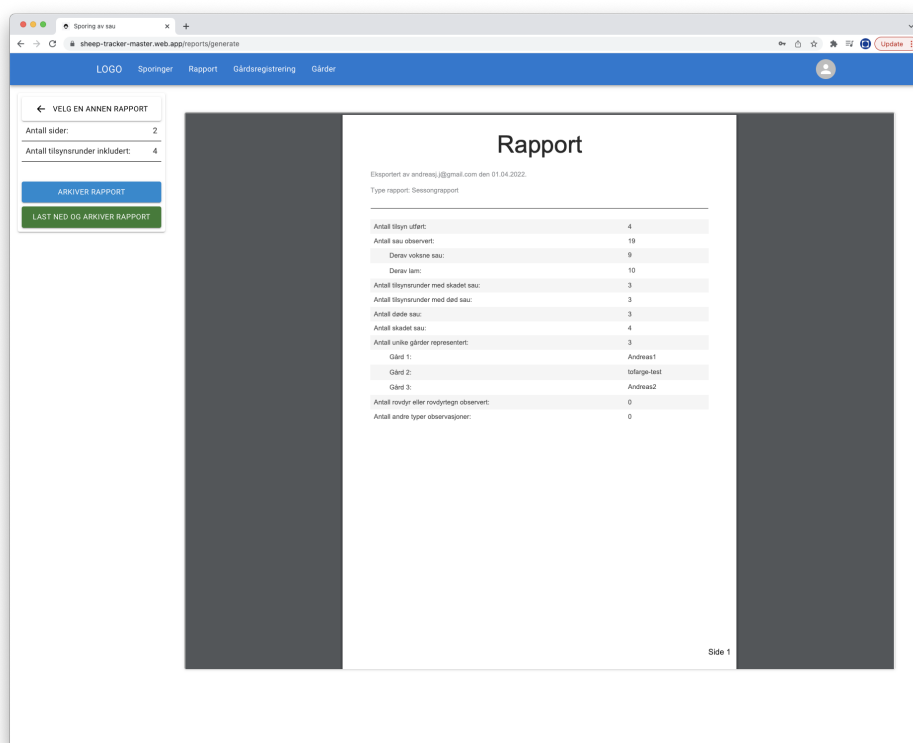 Sporing av sau
sheep-tracker-master.web.app/reports/generate
Update
LOGO Sporinger Rapport Gårdsregistrering Gårder
VELG EN ANNEN RAPPORT
Antall sider: 2
Antall tilsynsrunder inkludert: 4
ARKIVER RAPPORT
LAST NED OG ARKIVER RAPPORT
Rapport
Eksportert av andreasj.j@gmail.com den 01.04.2022.
Type rapport: Sessongrapport
Antall tilsyn utført: 4
Antall sau observert: 19
Derav voksne sau: 9
Derav lam: 10
Antall tilsynsrunder med skadet sau: 3
Antall tilsynsrunder med død sau: 3
Antall døde sau: 3
Antall skadet sau: 4
Antall unike gårder representert: 3
Gård 1: Andreas1
Gård 2: tofarge-test
Gård 3: Andreas2
Antall rovdyr eller rovdyrtegn observert: 0
Antall andre typer observasjoner: 0
Side 1